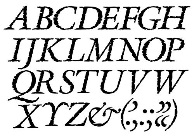 ABCDEFGH
IJKLMNOP
QRSTUVW
XYZ&(;.,:“”)